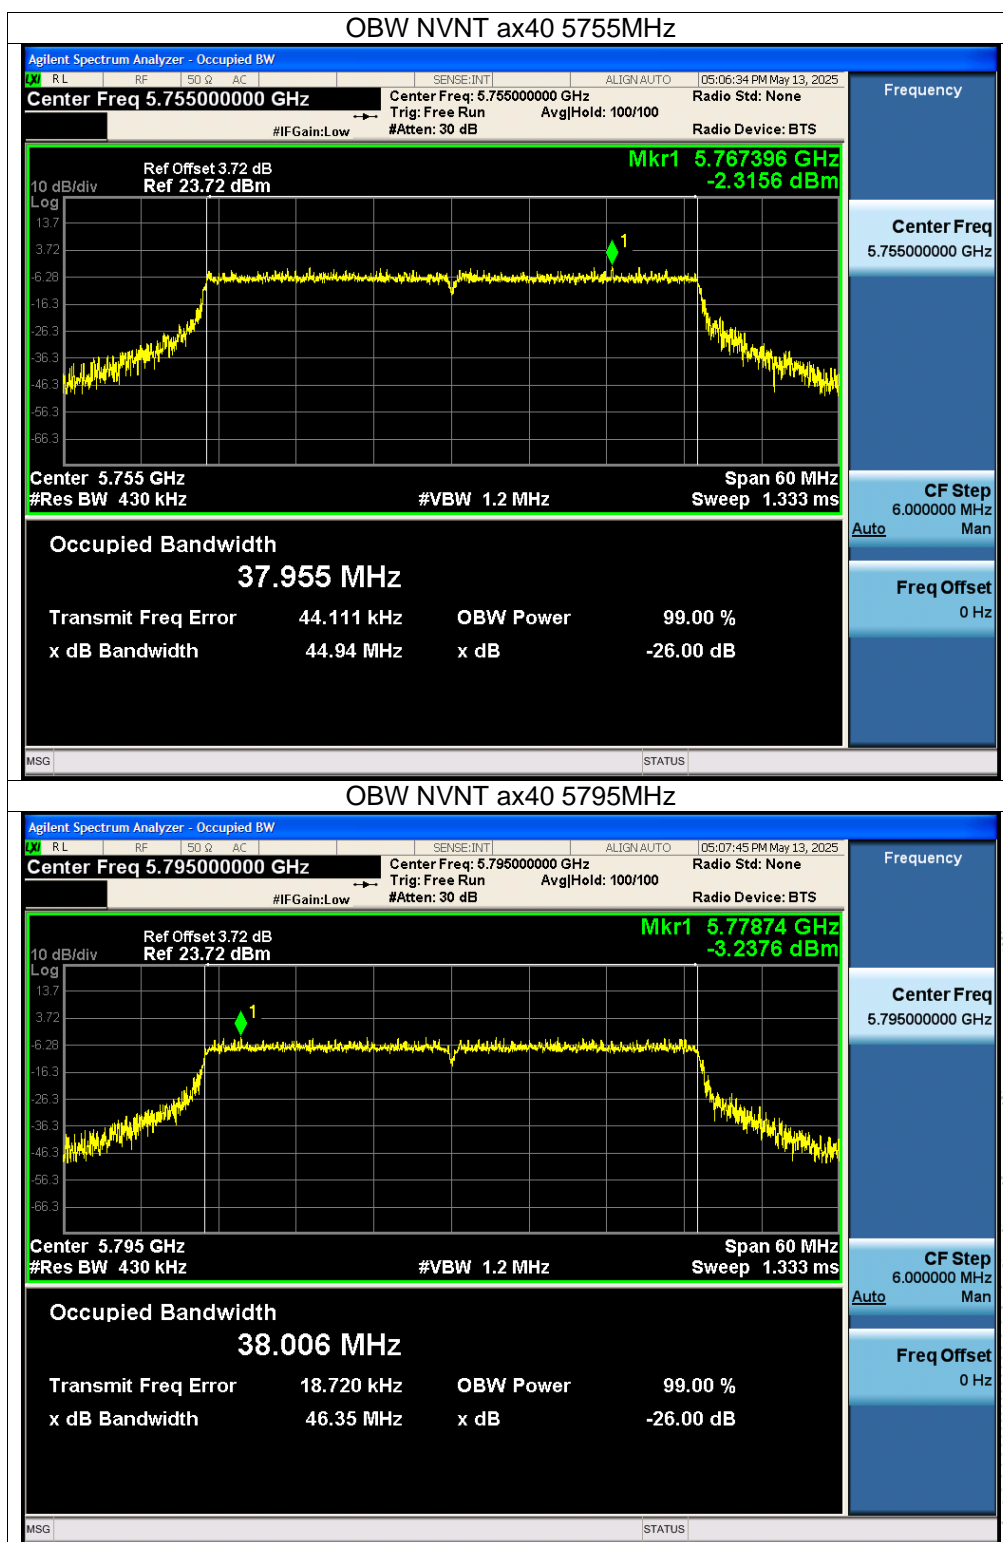 OBW NVNT ax40 5755MHz
Agilent Spectrum Analyzer - Occupied BW
LXI RL RF 50 Ω AC SENSE:INT ALIGN AUTO 05:06:34 PM May 13, 2025
Center Freq 5.755000000 GHz
Center Freq: 5.755000000 GHz
Radio Std: None
Trig: Free Run Avg|Hold: 100/100
#IFGain:Low
#Atten: 30 dB
Radio Device: BTS
Frequency
Mkr1 5.767396 GHz
-2.3156 dBm
Ref Offset 3.72 dB
10 dB/div Ref 23.72 dBm
Log
13.7
3.72
-6.28
-16.3
-26.3
-36.3
-46.3
-56.3
-66.3
1
Center 5.755 GHz
Span 60 MHz
#Res BW 430 kHz
#VBW 1.2 MHz
Sweep 1.333 ms
Center Freq
5.755000000 GHz
CF Step
6.000000 MHz
Auto Man
Freq Offset
0 Hz
Occupied Bandwidth
37.955 MHz
Transmit Freq Error 44.111 kHz OBW Power 99.00 %
x dB Bandwidth 44.94 MHz x dB -26.00 dB
MSG STATUS
OBW NVNT ax40 5795MHz
Agilent Spectrum Analyzer - Occupied BW
LXI RL RF 50 Ω AC SENSE:INT ALIGN AUTO 05:07:45 PM May 13, 2025
Center Freq 5.795000000 GHz
Center Freq: 5.795000000 GHz
Radio Std: None
Trig: Free Run Avg|Hold: 100/100
#IFGain:Low
#Atten: 30 dB
Radio Device: BTS
Frequency
Mkr1 5.77874 GHz
-3.2376 dBm
Ref Offset 3.72 dB
10 dB/div Ref 23.72 dBm
Log
13.7
3.72
-6.28
-16.3
-26.3
-36.3
-46.3
-56.3
-66.3
1
Center 5.795 GHz
Span 60 MHz
#Res BW 430 kHz
#VBW 1.2 MHz
Sweep 1.333 ms
Center Freq
5.795000000 GHz
CF Step
6.000000 MHz
Auto Man
Freq Offset
0 Hz
Occupied Bandwidth
38.006 MHz
Transmit Freq Error 18.720 kHz OBW Power 99.00 %
x dB Bandwidth 46.35 MHz x dB -26.00 dB
MSG STATUS